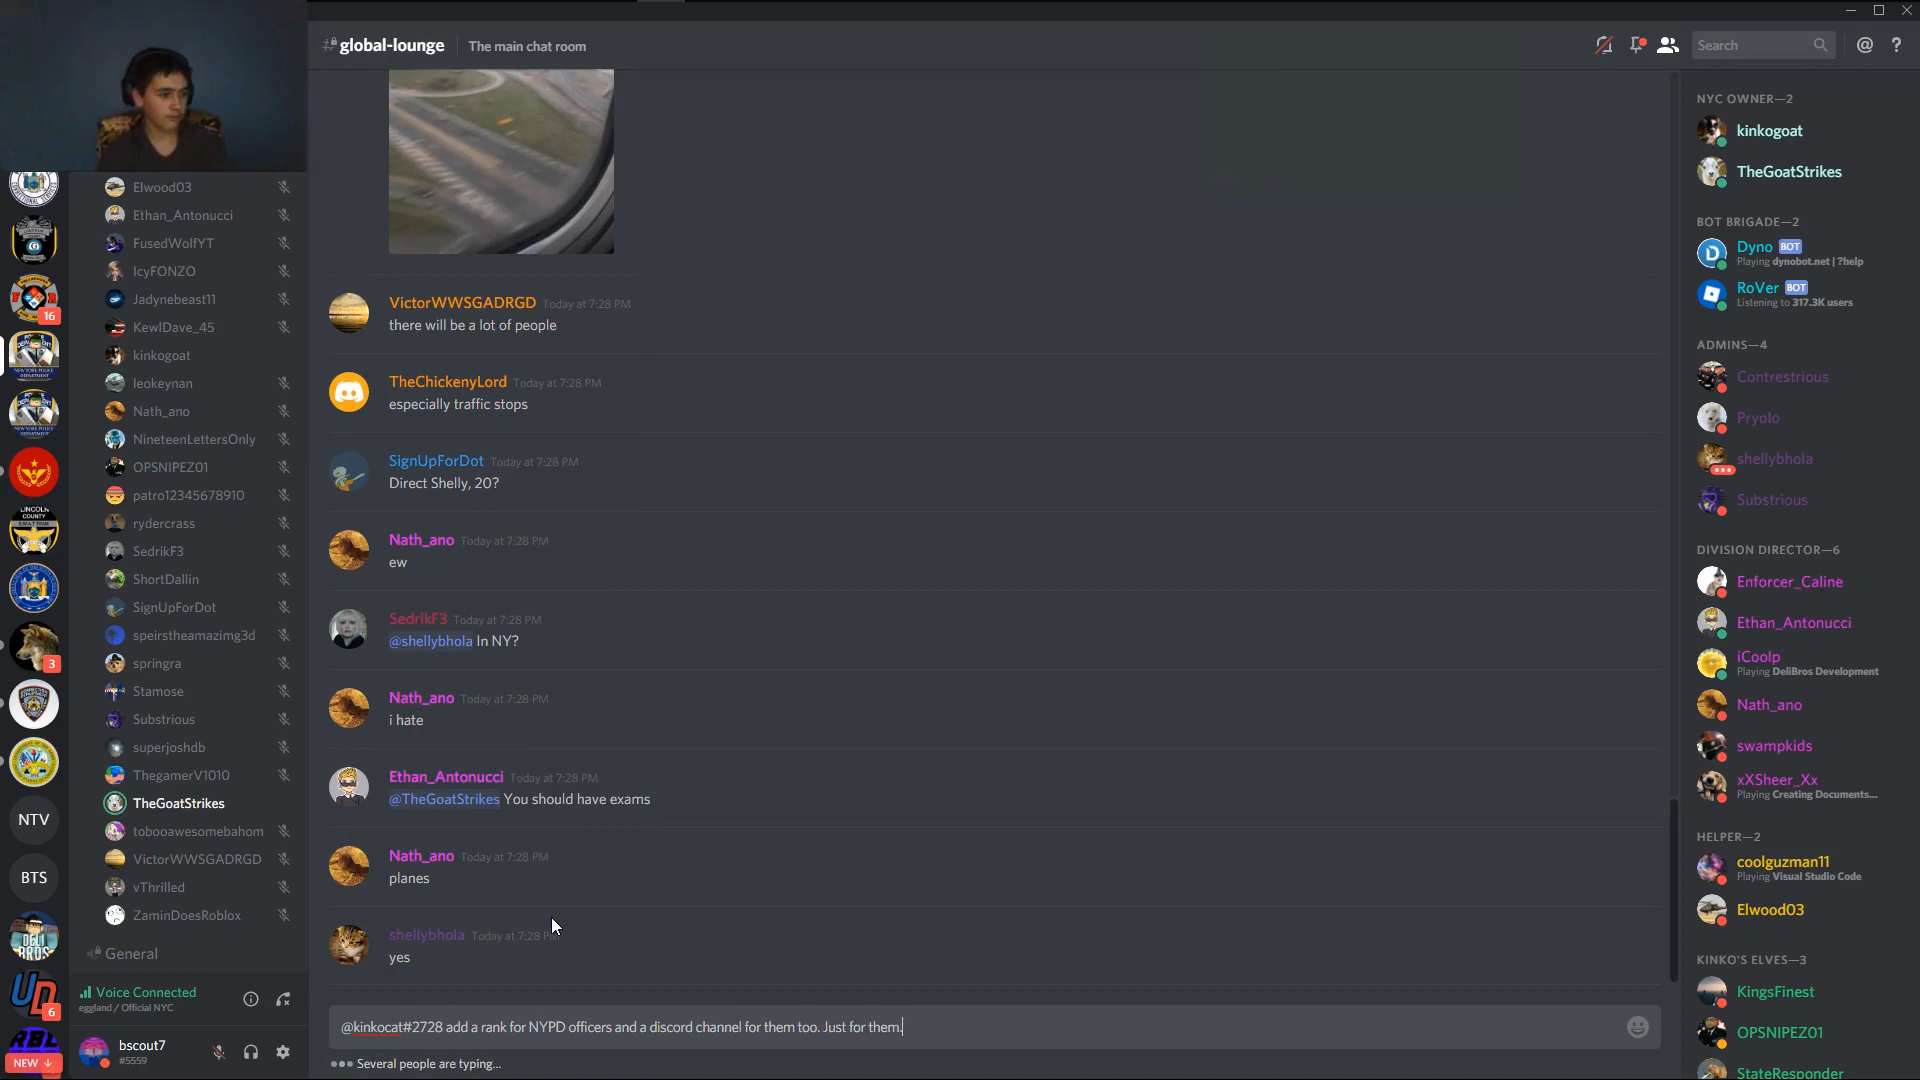 global-lounge
The main chat room
Search
Elwood03
Ethan_Antonucci
FusedWolfYT
IcyFONZO
Jadynebeast11
KewlDave_45
kinkogoat
leokeynan
Nath_ano
NineteenLettersOnly
OPSNIPEZ01
patro12345678910
rydercrass
SedrikF3
ShortDallin
SignUpForDot
speirstheamazimg3d
springra
Stamose
Substrious
superjoshdb
ThegamerV1010
TheGoatStrikes
tobooawesomebahom
VictorWWSGADRGD
vThrilled
ZaminDoesRoblox
General
Voice Connected
eggland / Official NYC
bscout7
#5559
16
3
LINCOLN
COUNTY
NTV
BTS
DELI
BROS
6
NEW ↓
VictorWWSGADRGD Today at 7:28 PM
there will be a lot of people
TheChickenyLord Today at 7:28 PM
especially traffic stops
SignUpForDot Today at 7:28 PM
Direct Shelly, 20?
Nath_ano Today at 7:28 PM
ew
SedrikF3 Today at 7:28 PM
@shellybhola In NY?
Nath_ano Today at 7:28 PM
i hate
Ethan_Antonucci Today at 7:28 PM
@TheGoatStrikes You should have exams
Nath_ano Today at 7:28 PM
planes
shellybhola Today at 7:28 PM
yes
@kinkocat#2728 add a rank for NYPD officers and a discord channel for them too. Just for them.
Several people are typing...
NYC OWNER—2
kinkogoat
TheGoatStrikes
BOT BRIGADE—2
Dyno BOT
Playing dynobot.net | ?help
RoVer BOT
Listening to 317.3K users
ADMINS—4
Contrestrious
Pryolo
shellybhola
Substrious
DIVISION DIRECTOR—6
Enforcer_Caline
Ethan_Antonucci
iCoolp
Playing DeliBros Development
Nath_ano
swampkids
xXSheer_Xx
Playing Creating Documents...
HELPER—2
coolguzman11
Playing Visual Studio Code
Elwood03
KINKO'S ELVES—3
KingsFinest
OPSNIPEZ01
StateResponder